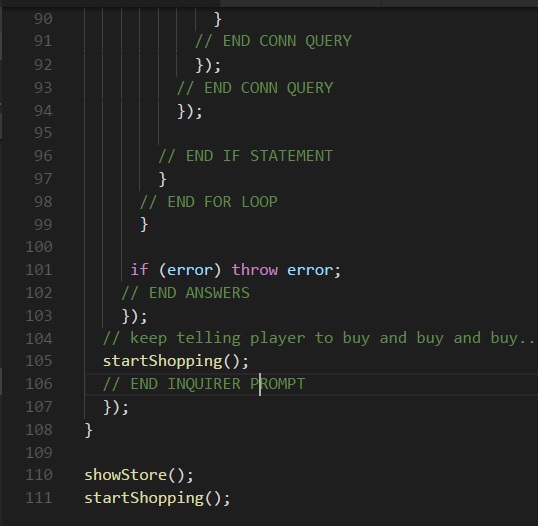 90 }
91 // END CONN QUERY
92 });
93 // END CONN QUERY
94 });
95
96 // END IF STATEMENT
97 }
98 // END FOR LOOP
99 }
100
101 if (error) throw error;
102 // END ANSWERS
103 });
104 // keep telling player to buy and buy and buy..
105 startShopping();
106 // END INQUIRER PROMPT
107 });
108 }
109
110 showStore();
111 startShopping();